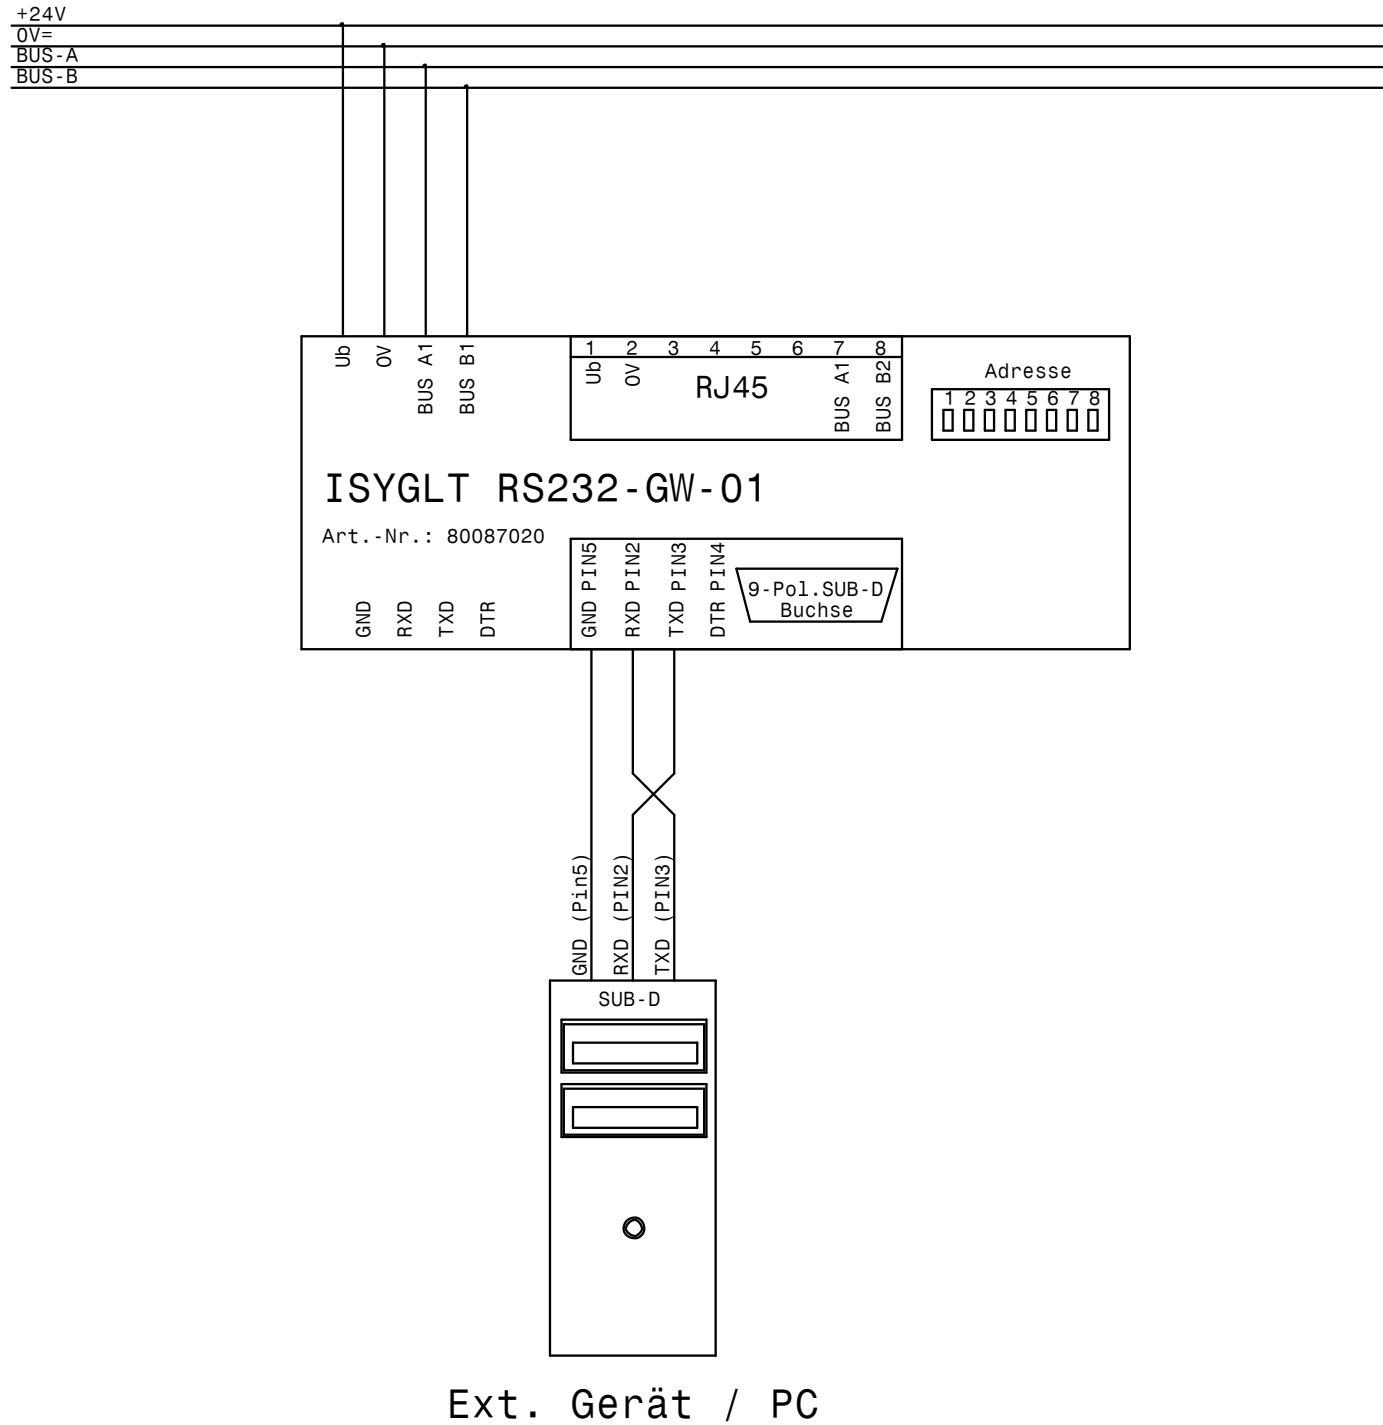 +24V
0V=
BUS-A
BUS-B
Ub
0V
BUS A1
BUS B1
1 2 3 4 5 6 7 8
Ub
0V
RJ45
BUS A1
BUS B2
Adresse
1 2 3 4 5 6 7 8
ISYGLT RS232-GW-01
Art.-Nr.: 80087020
GND
RXD
TXD
DTR
GND PIN5
RXD PIN2
TXD PIN3
DTR PIN4
9-Pol.SUB-D
Buchse
GND (Pin5)
RXD (PIN2)
TXD (PIN3)
SUB-D
Ext. Gerät / PC